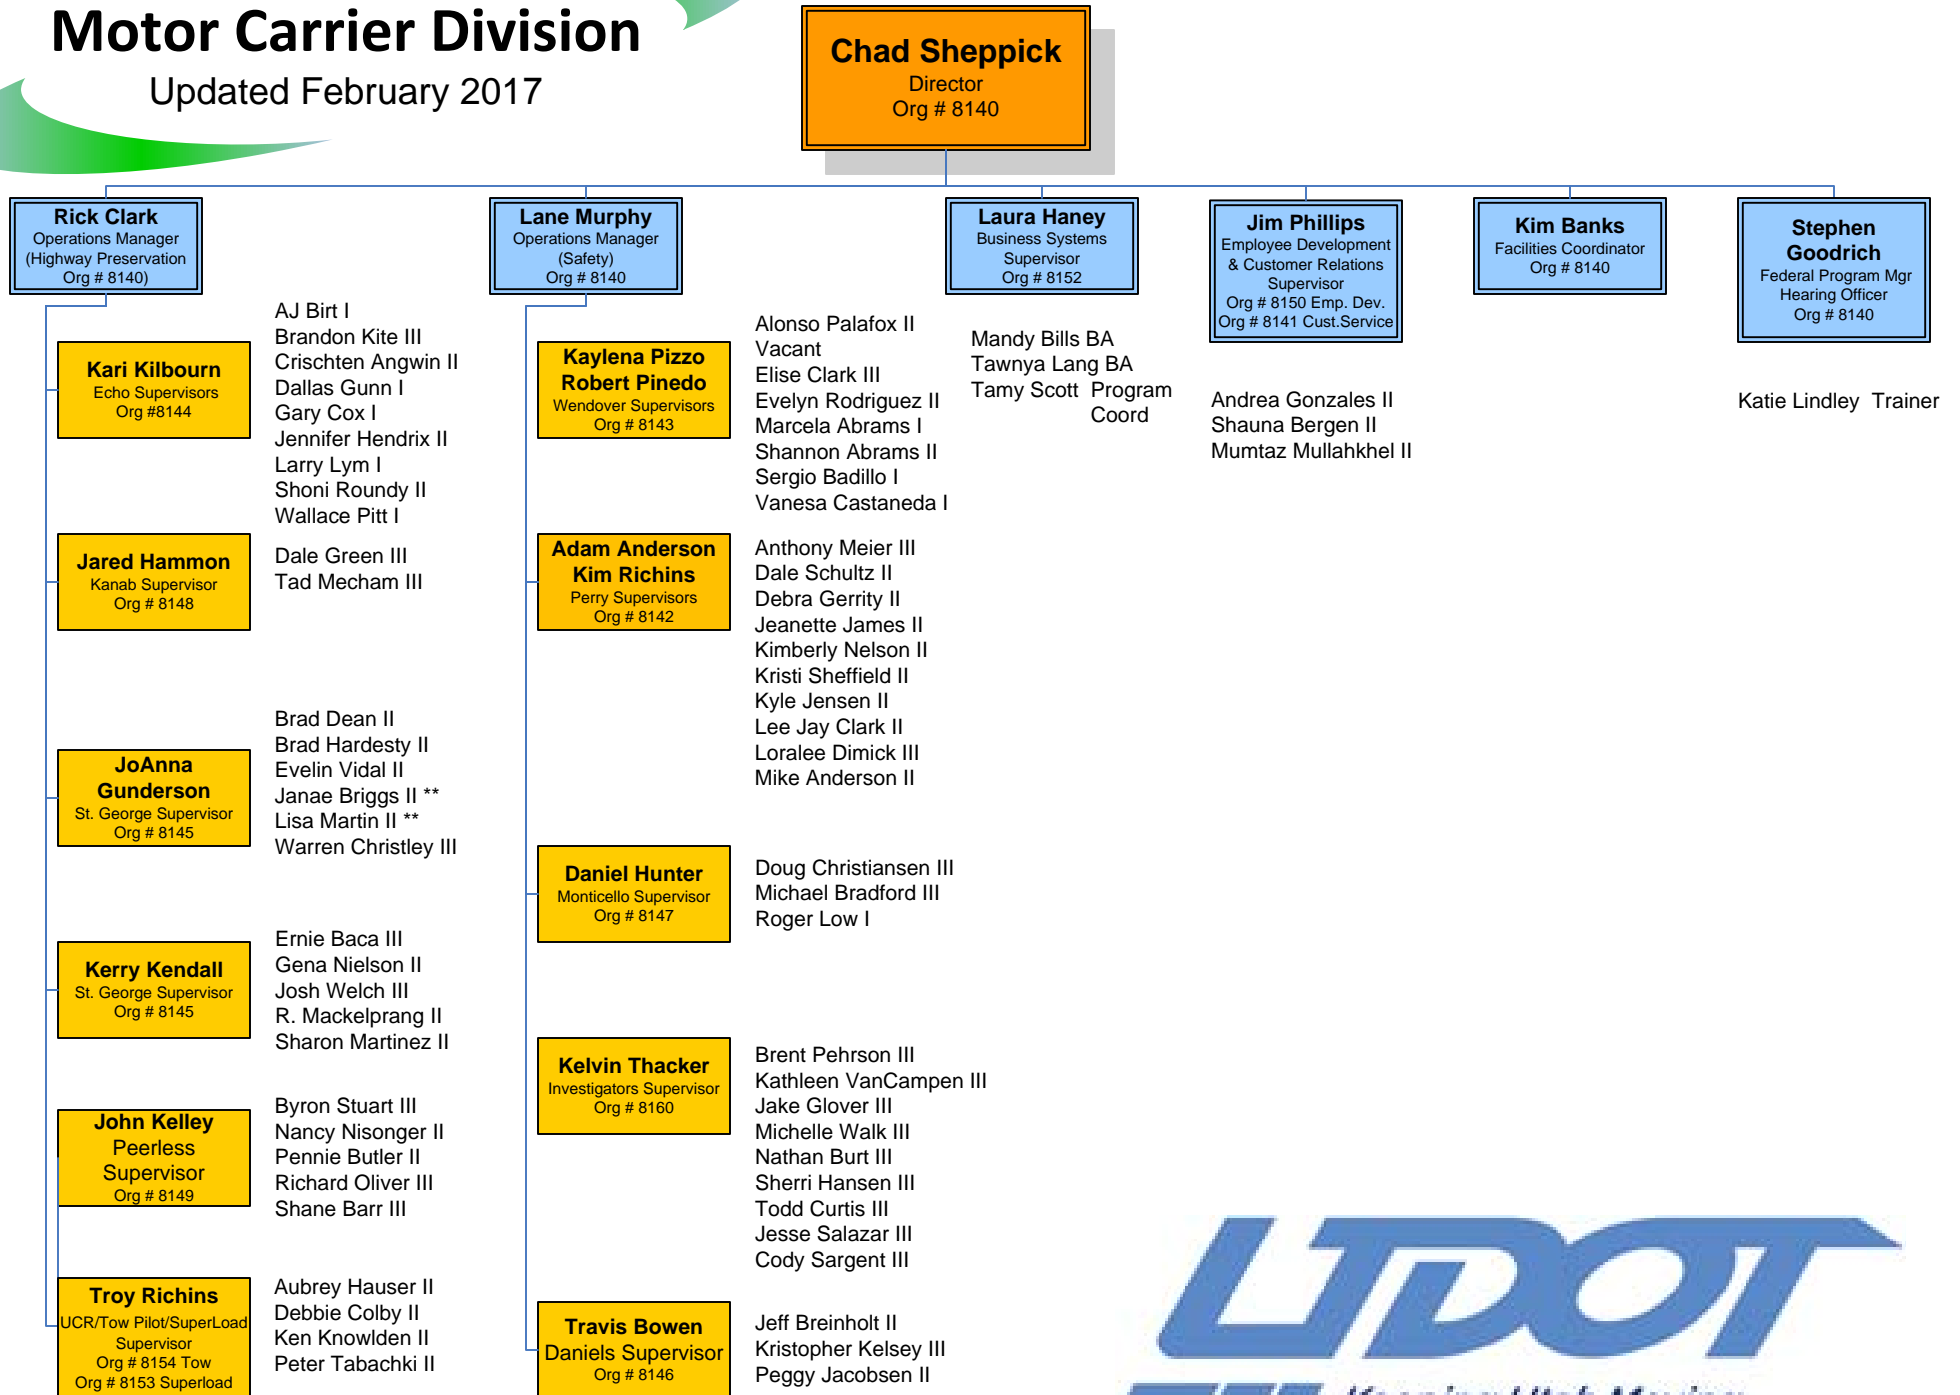 Motor Carrier Division
Updated February 2017
Chad Sheppick
Director
Org # 8140
Rick Clark
Operations Manager
(Highway Preservation
Org # 8140)
Kari Kilbourn
Echo Supervisors
Org #8144
AJ Birt I
Brandon Kite III
Crischten Angwin II
Dallas Gunn I
Gary Cox I
Jennifer Hendrix II
Larry Lym I
Shoni Roundy II
Wallace Pitt I
Jared Hammon
Kanab Supervisor
Org # 8148
Dale Green III
Tad Mecham III
JoAnna
Gunderson
St. George Supervisor
Org # 8145
Brad Dean II
Brad Hardesty II
Evelin Vidal II
Janae Briggs II **
Lisa Martin II **
Warren Christley III
Kerry Kendall
St. George Supervisor
Org # 8145
Ernie Baca III
Gena Nielson II
Josh Welch III
R. Mackelprang II
Sharon Martinez II
John Kelley
Peerless
Supervisor
Org # 8149
Byron Stuart III
Nancy Nisonger II
Pennie Butler II
Richard Oliver III
Shane Barr III
Troy Richins
UCR/Tow Pilot/SuperLoad
Supervisor
Org # 8154 Tow
Org # 8153 Superload
Aubrey Hauser II
Debbie Colby II
Ken Knowlden II
Peter Tabachki II
Lane Murphy
Operations Manager
(Safety)
Org # 8140
Kaylena Pizzo
Robert Pinedo
Wendover Supervisors
Org # 8143
Alonso Palafox II
Vacant
Elise Clark III
Evelyn Rodriguez II
Marcela Abrams I
Shannon Abrams II
Sergio Badillo I
Vanesa Castaneda I
Adam Anderson
Kim Richins
Perry Supervisors
Org # 8142
Anthony Meier III
Dale Schultz II
Debra Gerrity II
Jeanette James II
Kimberly Nelson II
Kristi Sheffield II
Kyle Jensen II
Lee Jay Clark II
Loralee Dimick III
Mike Anderson II
Daniel Hunter
Monticello Supervisor
Org # 8147
Doug Christiansen III
Michael Bradford III
Roger Low I
Kelvin Thacker
Investigators Supervisor
Org # 8160
Brent Pehrson III
Kathleen VanCampen III
Jake Glover III
Michelle Walk III
Nathan Burt III
Sherri Hansen III
Todd Curtis III
Jesse Salazar III
Cody Sargent III
Travis Bowen
Daniels Supervisor
Org # 8146
Jeff Breinholt II
Kristopher Kelsey III
Peggy Jacobsen II
Laura Haney
Business Systems
Supervisor
Org # 8152
Mandy Bills BA
Tawnya Lang BA
Tamy Scott Program
Coord
Jim Phillips
Employee Development
& Customer Relations
Supervisor
Org # 8150 Emp. Dev.
Org # 8141 Cust.Service
Andrea Gonzales II
Shauna Bergen II
Mumtaz Mullahkhel II
Kim Banks
Facilities Coordinator
Org # 8140
Stephen
Goodrich
Federal Program Mgr
Hearing Officer
Org # 8140
Katie Lindley Trainer
UDOT
Keeping Utah Moving